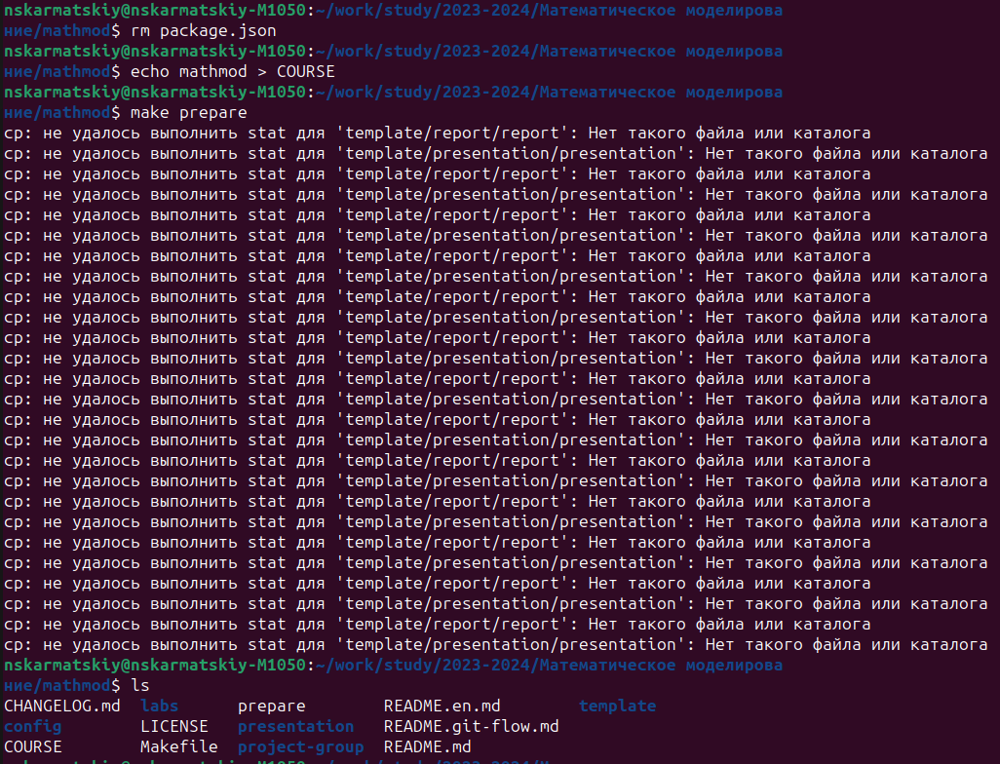 nskarmatskiy@nskarmatskiy-M1050:~/work/study/2023-2024/Математическое моделирова
ние/mathmod$ rm package.json
nskarmatskiy@nskarmatskiy-M1050:~/work/study/2023-2024/Математическое моделирова
ние/mathmod$ echo mathmod > COURSE
nskarmatskiy@nskarmatskiy-M1050:~/work/study/2023-2024/Математическое моделирова
ние/mathmod$ make prepare
cp: не удалось выполнить stat для 'template/report/report': Нет такого файла или каталога
cp: не удалось выполнить stat для 'template/presentation/presentation': Нет такого файла или каталога
cp: не удалось выполнить stat для 'template/report/report': Нет такого файла или каталога
cp: не удалось выполнить stat для 'template/presentation/presentation': Нет такого файла или каталога
cp: не удалось выполнить stat для 'template/report/report': Нет такого файла или каталога
cp: не удалось выполнить stat для 'template/presentation/presentation': Нет такого файла или каталога
cp: не удалось выполнить stat для 'template/report/report': Нет такого файла или каталога
cp: не удалось выполнить stat для 'template/presentation/presentation': Нет такого файла или каталога
cp: не удалось выполнить stat для 'template/report/report': Нет такого файла или каталога
cp: не удалось выполнить stat для 'template/presentation/presentation': Нет такого файла или каталога
cp: не удалось выполнить stat для 'template/report/report': Нет такого файла или каталога
cp: не удалось выполнить stat для 'template/presentation/presentation': Нет такого файла или каталога
cp: не удалось выполнить stat для 'template/report/report': Нет такого файла или каталога
cp: не удалось выполнить stat для 'template/presentation/presentation': Нет такого файла или каталога
cp: не удалось выполнить stat для 'template/report/report': Нет такого файла или каталога
cp: не удалось выполнить stat для 'template/presentation/presentation': Нет такого файла или каталога
cp: не удалось выполнить stat для 'template/report/report': Нет такого файла или каталога
cp: не удалось выполнить stat для 'template/presentation/presentation': Нет такого файла или каталога
cp: не удалось выполнить stat для 'template/report/report': Нет такого файла или каталога
cp: не удалось выполнить stat для 'template/presentation/presentation': Нет такого файла или каталога
cp: не удалось выполнить stat для 'template/report/report': Нет такого файла или каталога
cp: не удалось выполнить stat для 'template/presentation/presentation': Нет такого файла или каталога
cp: не удалось выполнить stat для 'template/report/report': Нет такого файла или каталога
cp: не удалось выполнить stat для 'template/presentation/presentation': Нет такого файла или каталога
cp: не удалось выполнить stat для 'template/report/report': Нет такого файла или каталога
cp: не удалось выполнить stat для 'template/presentation/presentation': Нет такого файла или каталога
nskarmatskiy@nskarmatskiy-M1050:~/work/study/2023-2024/Математическое моделирова
ние/mathmod$ ls
CHANGELOG.md labs prepare README.en.md template
config LICENSE presentation README.git-flow.md
COURSE Makefile project-group README.md